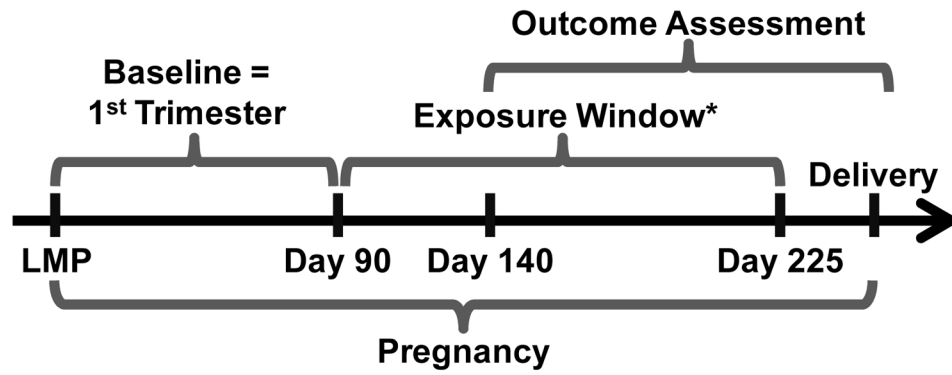 Outcome Assessment
Baseline =
1st Trimester
Exposure Window*
Delivery
LMP
Day 90
Day 140
Day 225
Pregnancy